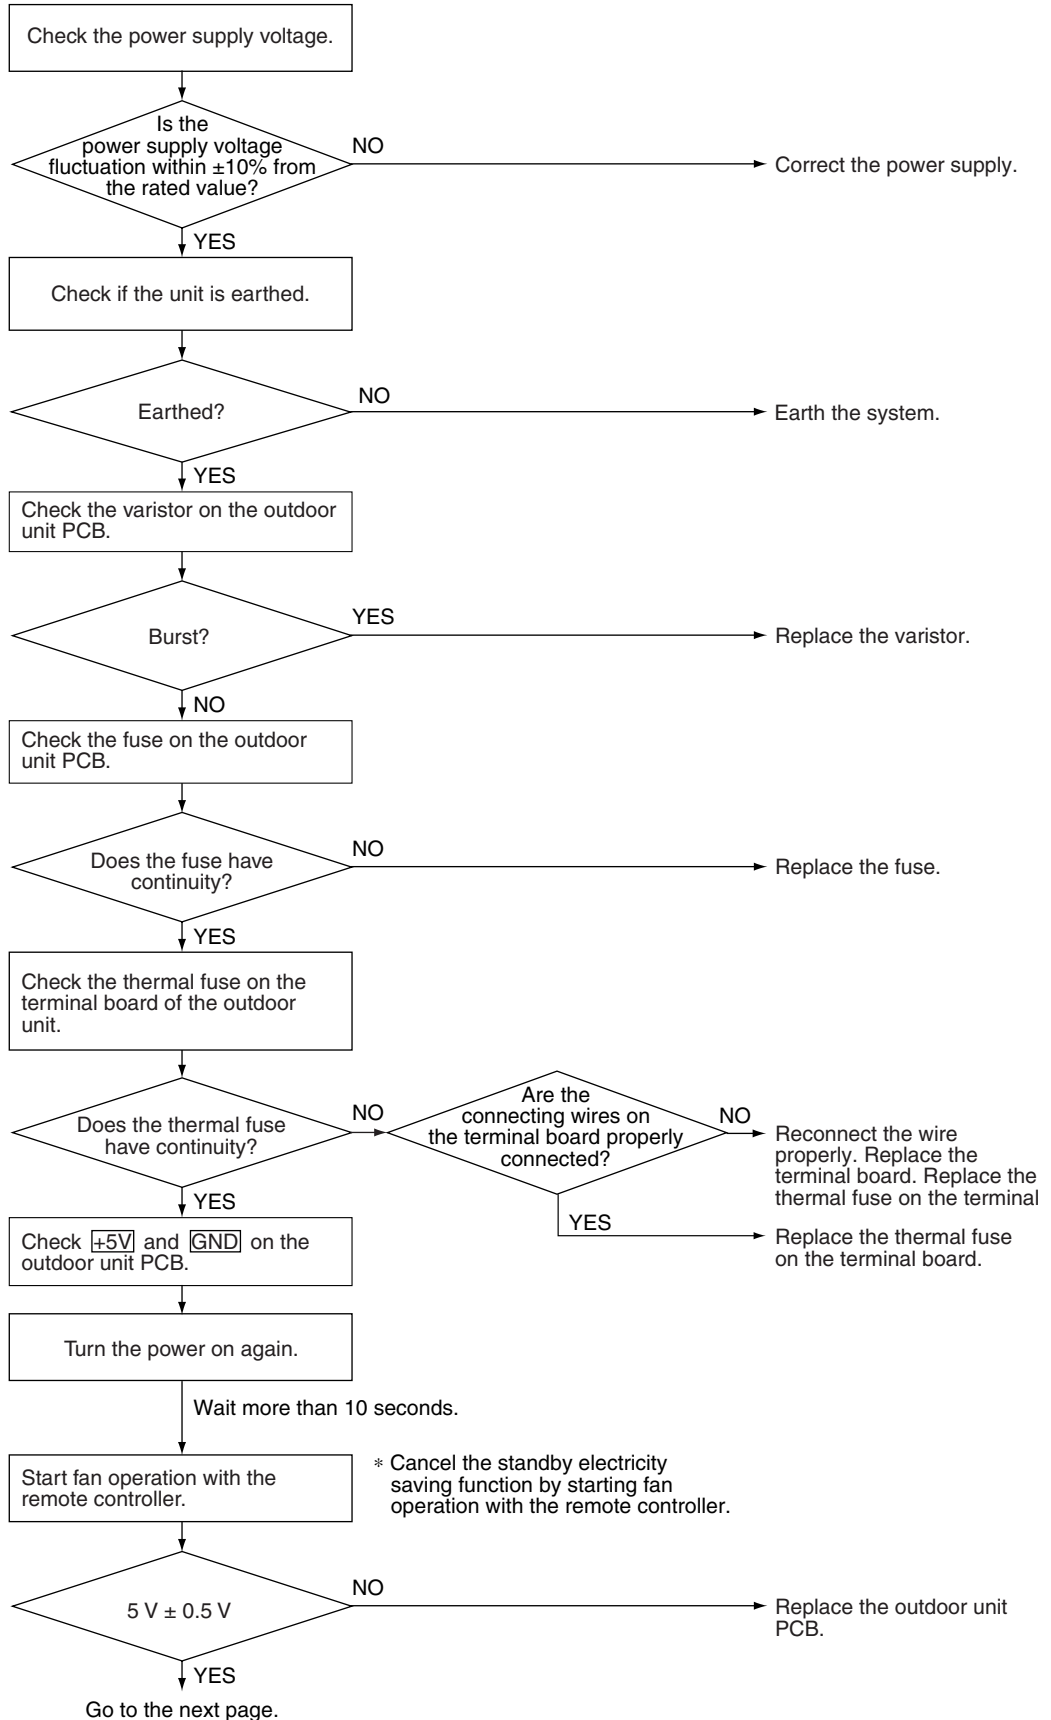 Check the power supply voltage.
Is the
power supply voltage
fluctuation within ±10% from
the rated value?
NO
Correct the power supply.
YES
Check if the unit is earthed.
Earthed?
NO
Earth the system.
YES
Check the varistor on the outdoor
unit PCB.
Burst?
YES
Replace the varistor.
NO
Check the fuse on the outdoor
unit PCB.
Does the fuse have
continuity?
NO
Replace the fuse.
YES
Check the thermal fuse on the
terminal board of the outdoor
unit.
Does the thermal fuse
have continuity?
NO
Are the
connecting wires on
the terminal board properly
connected?
NO
Reconnect the wire
properly. Replace the
terminal board. Replace the
thermal fuse on the terminal
YES
Replace the thermal fuse
on the terminal board.
YES
Check +5V and GND on the
outdoor unit PCB.
Turn the power on again.
Wait more than 10 seconds.
Start fan operation with the
remote controller.
* Cancel the standby electricity
saving function by starting fan
operation with the remote controller.
5 V ± 0.5 V
NO
Replace the outdoor unit
PCB.
YES
Go to the next page.